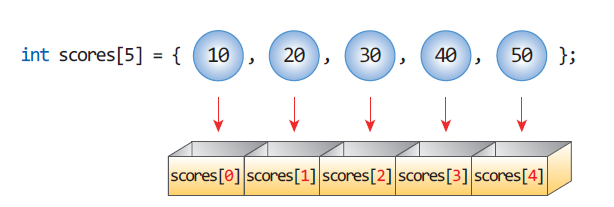 int scores[5] = { 10 , 20 , 30 , 40 , 50 };
scores[0] scores[1] scores[2] scores[3] scores[4]